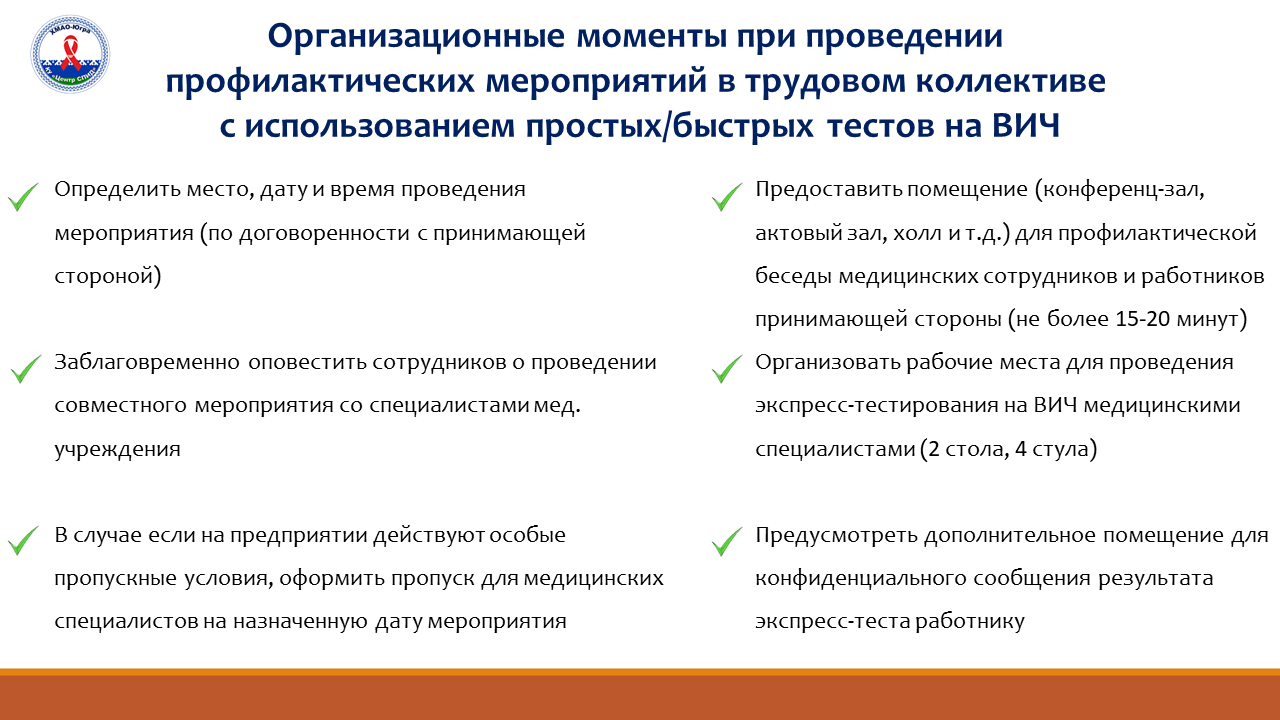 ХМАО-Югра
Организационные моменты при проведении
профилактических мероприятий в трудовом коллективе
с использованием простых/быстрых тестов на ВИЧ
Определить место, дату и время проведения
мероприятия (по договоренности с принимающей
стороной)
Заблаговременно оповестить сотрудников о проведении
совместного мероприятия со специалистами мед.
учреждения
В случае если на предприятии действуют особые
пропускные условия, оформить пропуск для медицинских
специалистов на назначенную дату мероприятия
Предоставить помещение (конференц-зал,
актовый зал, холл и т.д.) для профилактической
беседы медицинских сотрудников и работников
принимающей стороны (не более 15-20 минут)
Организовать рабочие места для проведения
экспресс-тестирования на ВИЧ медицинскими
специалистами (2 стола, 4 стула)
Предусмотреть дополнительное помещение для
конфиденциального сообщения результата
экспресс-теста работнику